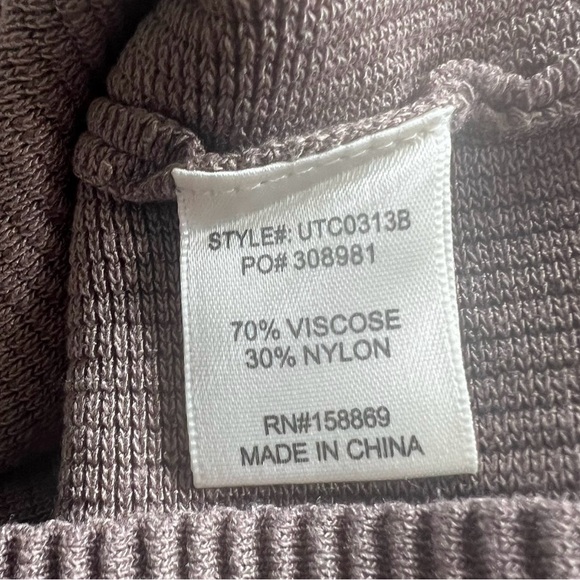 STYLE#: UTC0313B
PO# 308981
70% VISCOSE
30% NYLON
RN#158869
MADE IN CHINA